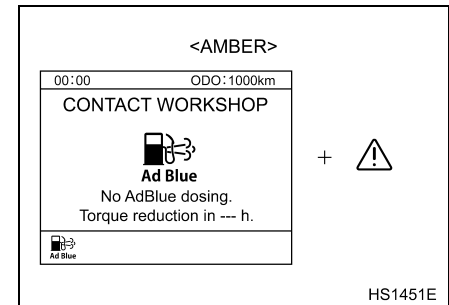 <AMBER>
00:00 ODO:1000km
CONTACT WORKSHOP
Ad Blue
No AdBlue dosing.
Torque reduction in --- h.
Ad Blue
+
HS1451E